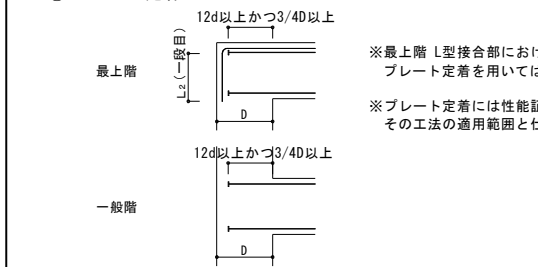 12d以上かつ3/4D以上
最上階
L2(一段目)
D
※最上階 L型接合部におけ
プレート定着を用いては
※プレート定着には性能証
その工法の適用範囲と仕
12d以上かつ3/4D以上
一般階
D